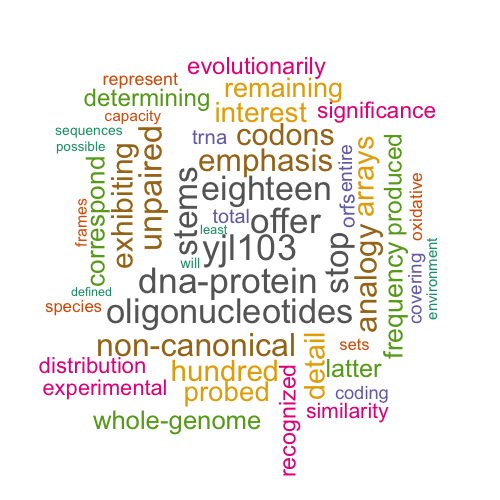 evolutionarily
represent
remaining
determining
capacity
interest
significance
sequences
trna
codons
possible
emphasis
unpaired
exhibiting
correspond
frames
stems
eighteen
total
offer
least
yjl103
will
stop
orfs
entire
analogy
arrays
frequency
produced
covering
oxidative
environment
dna-protein
defined
species
oligonucleotides
non-canonical
sets
distribution
hundred
detail
latter
experimental
probed
coding
recognized
similarity
whole-genome